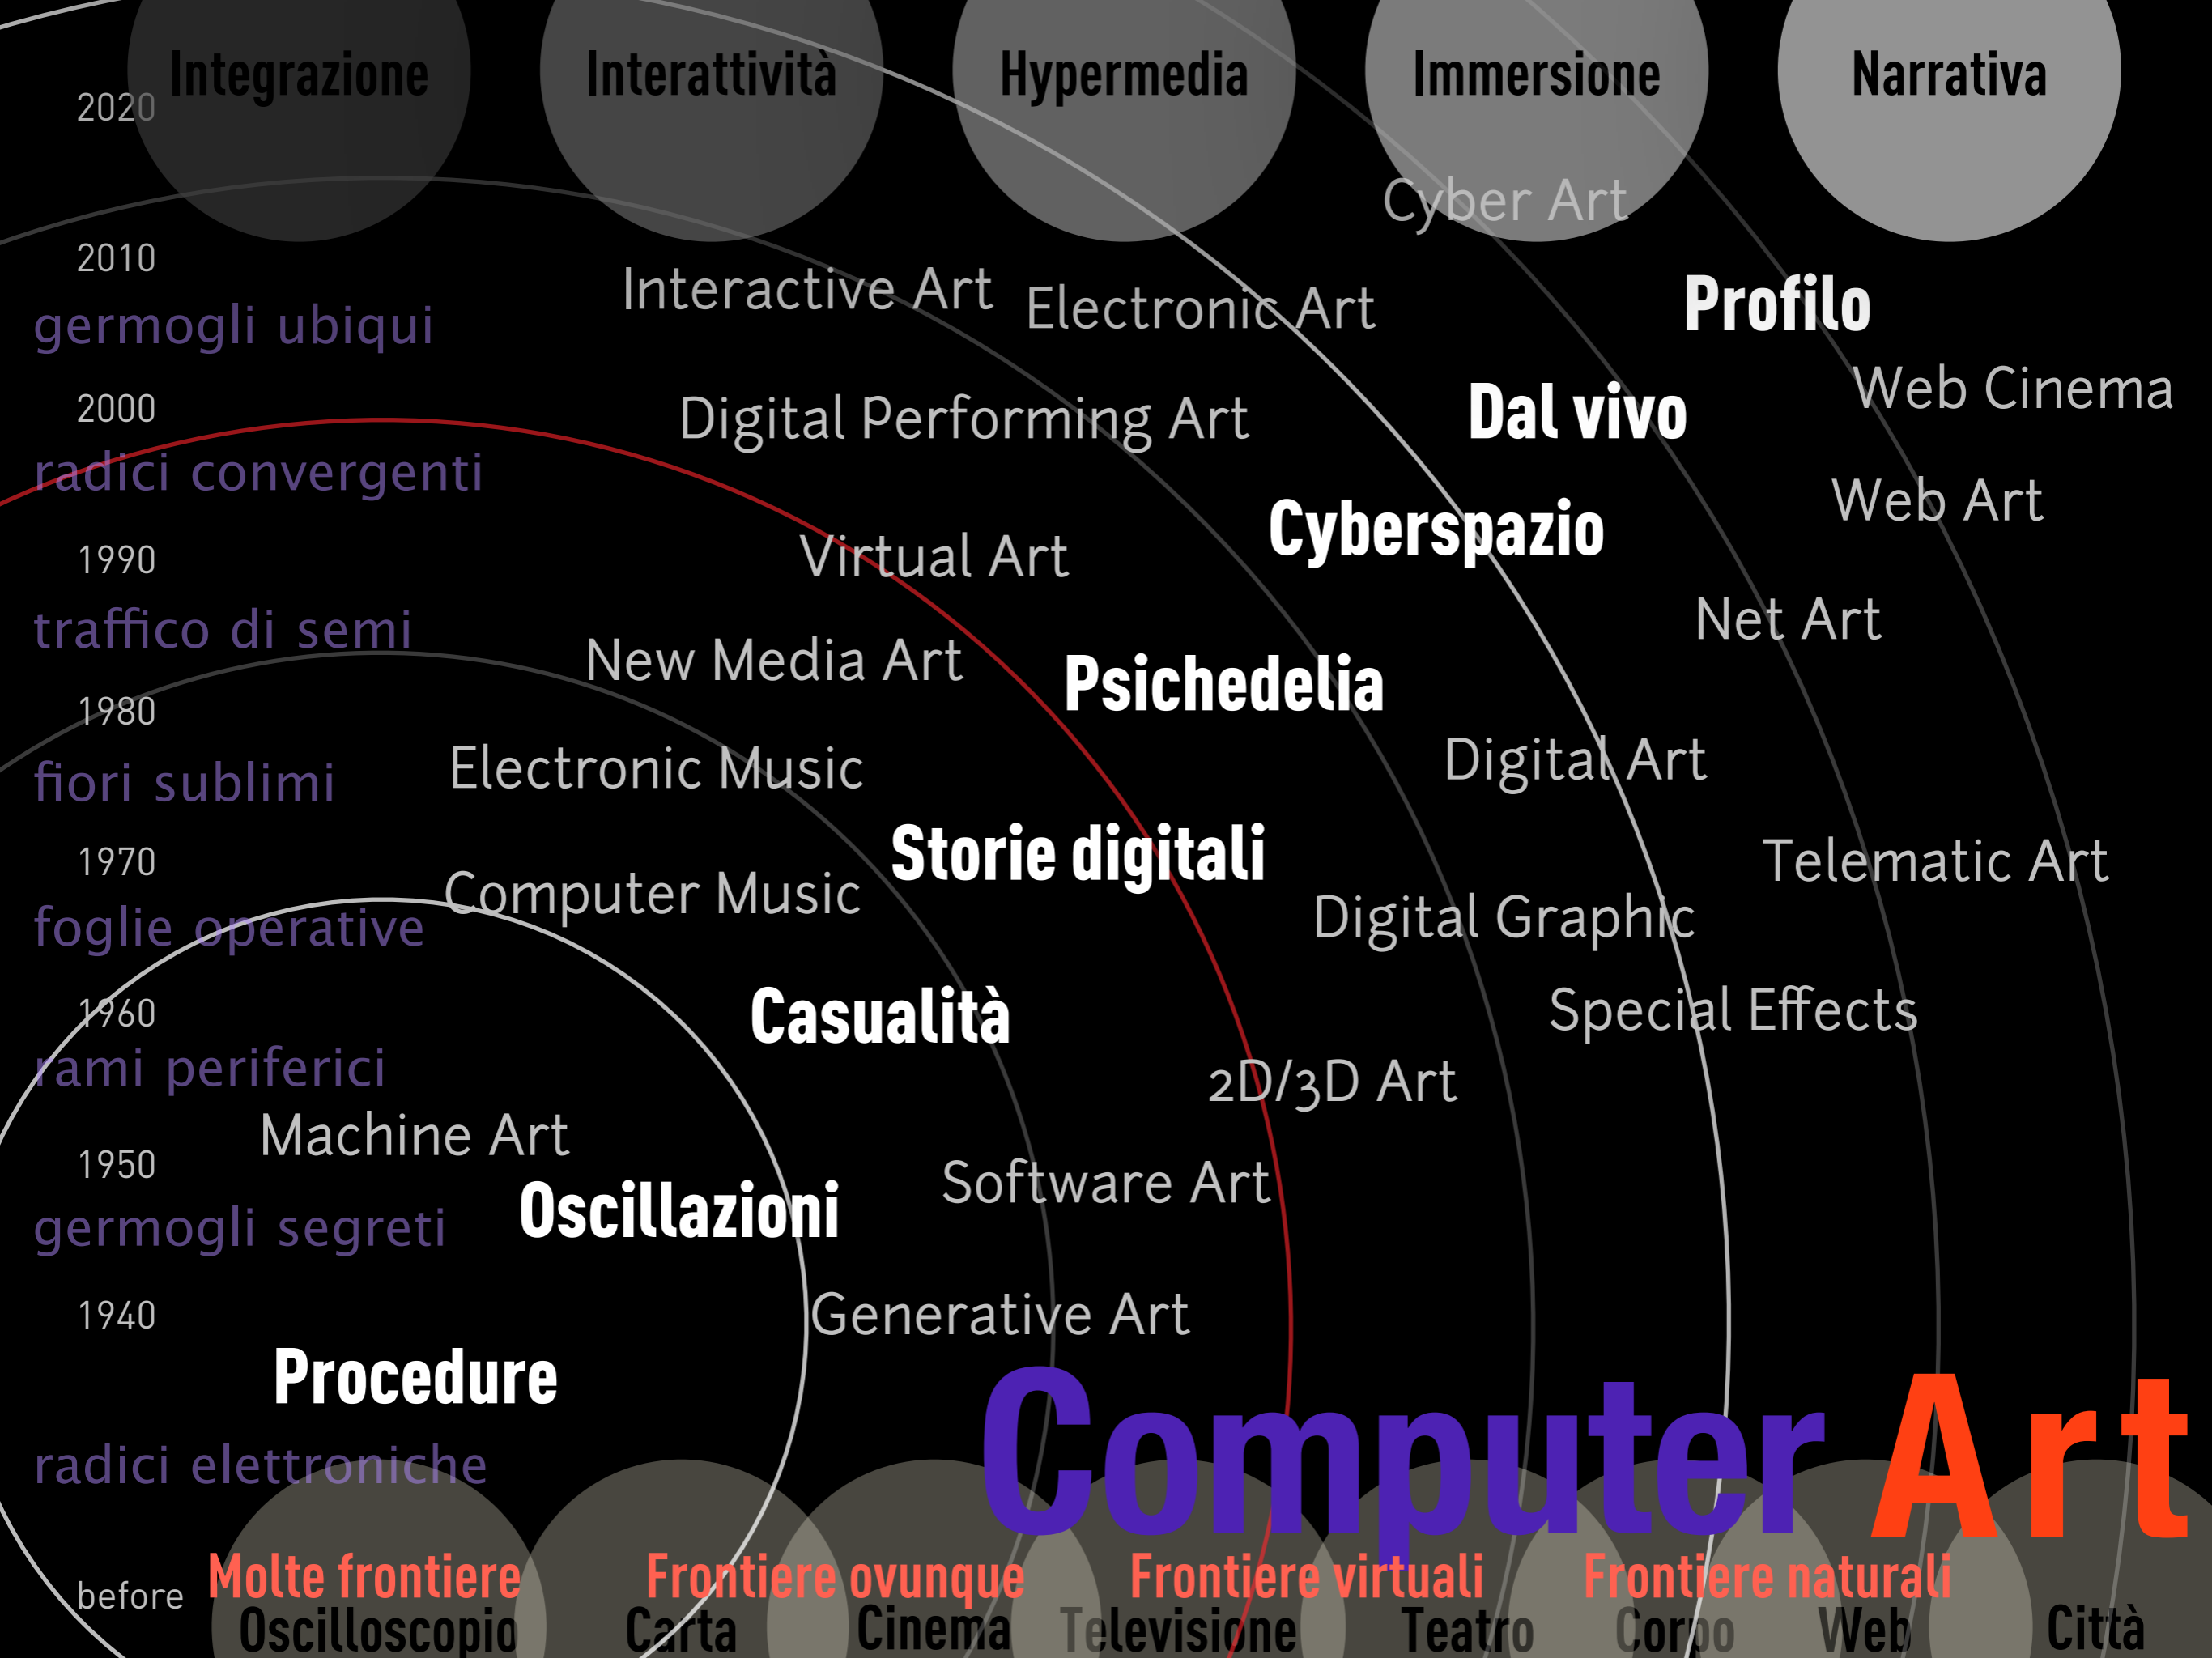 Integrazione
Interattività
Hypermedia
Immersione
Narrativa
2020
Cyber Art
2010
Interactive Art
Electronic Art
Profilo
germogli ubiqui
Web Cinema
2000
Digital Performing Art
Dal vivo
radici convergenti
Web Art
Cyberspazio
1990
Virtual Art
traffico di semi
Net Art
New Media Art
Psichedelia
1980
Electronic Music
Digital Art
fiori sublimi
1970
Storie digitali
Telematic Art
Computer Music
Digital Graphic
foglie operative
1960
Casualità
Special Effects
rami periferici
2D/3D Art
Machine Art
1950
Software Art
Oscillazioni
germogli segreti
1940
Generative Art
Procedure
Computer Art
radici elettroniche
before
Molte frontiere
Frontiere ovunque
Frontiere virtuali
Frontiere naturali
Oscilloscopio
Carta
Cinema
Televisione
Teatro
Corpo
Web
Città